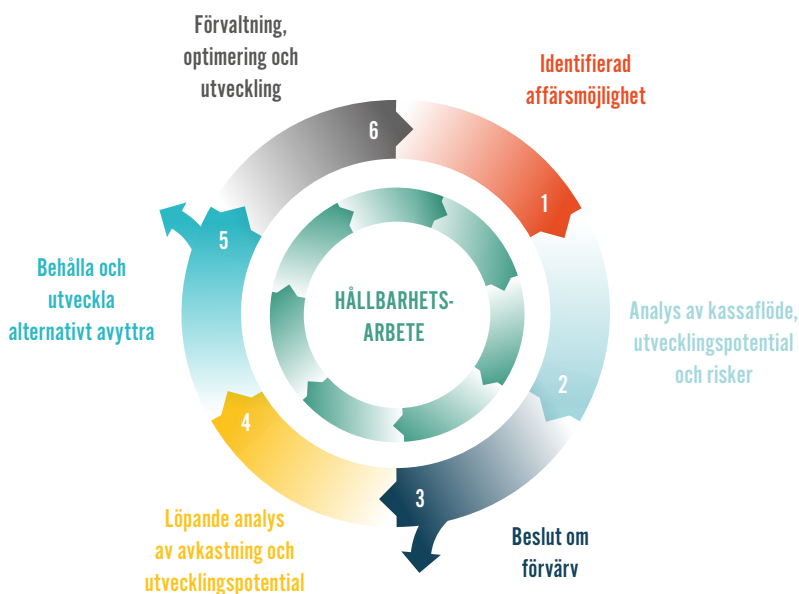 Förvaltning,
optimering och
utveckling
6
Identifierad
affärsmöjlighet
1
Analys av kassaflöde,
utvecklingspotential
och risker
2
Beslut om
förvärv
3
Löpande analys
av avkastning och
utvecklingspotential
4
Behålla och
utveckla
alternativt avyttra
5
HÅLLBARHETS-
ARBETE